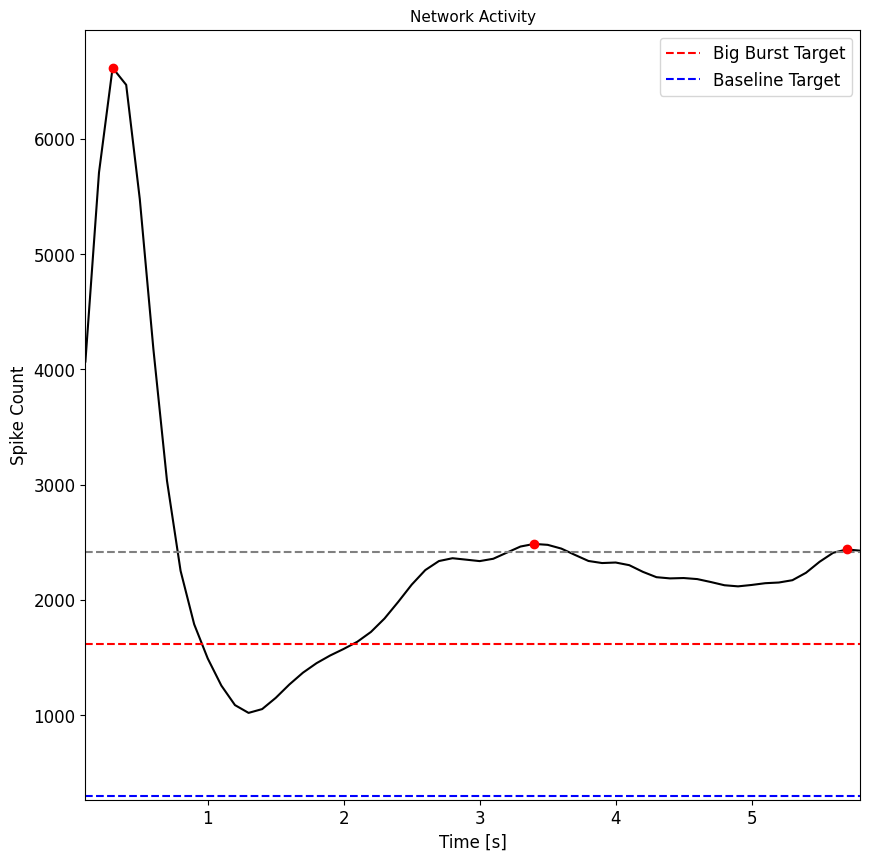 Network Activity
Big Burst Target
Baseline Target
6000
5000
4000
3000
2000
1000
Spike Count
1
2
3
4
5
Time [s]